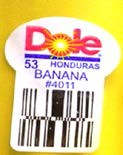 Dole
53 HONDURAS
BANANA
#4011